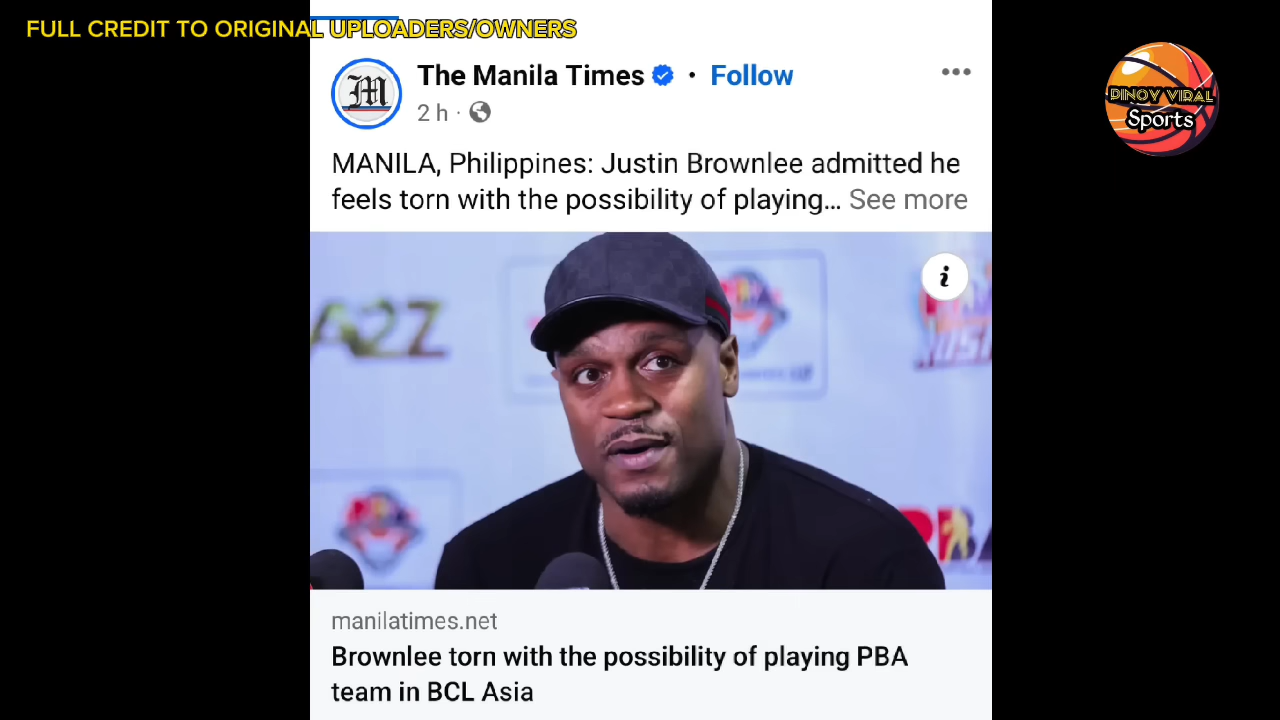 FULL CREDIT TO ORIGINAL UPLOADERS/OWNERS
The Manila Times · Follow
2 h ·
PINOY VIRAL
Sports
MANILA, Philippines: Justin Brownlee admitted he
feels torn with the possibility of playing... See more
A2Z
PBA
manilatimes.net
Brownlee torn with the possibility of playing PBA
team in BCL Asia